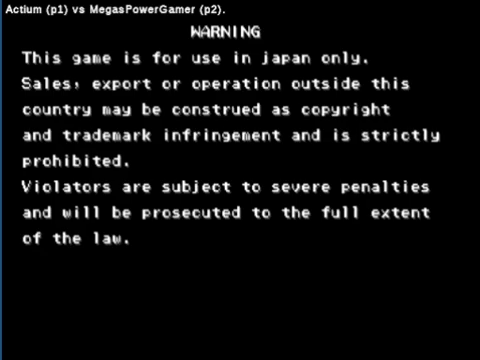 Actium (p1) vs MegasPowerGamer (p2).
WARNING
This game is for use in japan only.
Sales, export or operation outside this
country may be construed as copyright
and trademark infringement and is strictly
prohibited.
Violators are subject to severe penalties
and will be prosecuted to the full extent
of the law.